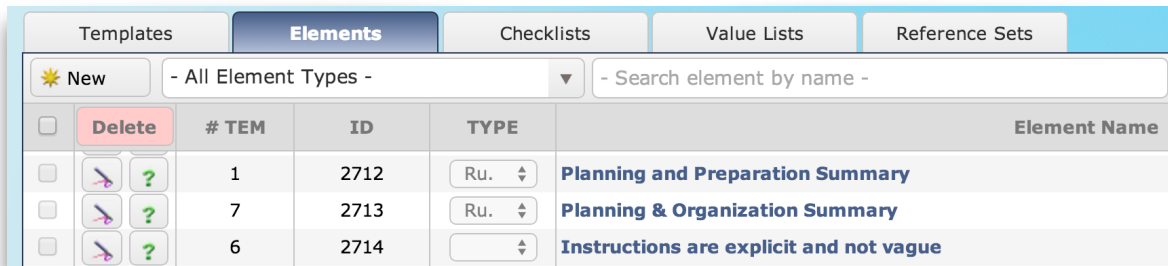 Templates Elements Checklists Value Lists Reference Sets
New - All Element Types - - Search element by name -
Delete # TEM ID TYPE Element Name
? 1 2712 Ru. Planning and Preparation Summary
? 7 2713 Ru. Planning & Organization Summary
? 6 2714 Instructions are explicit and not vague